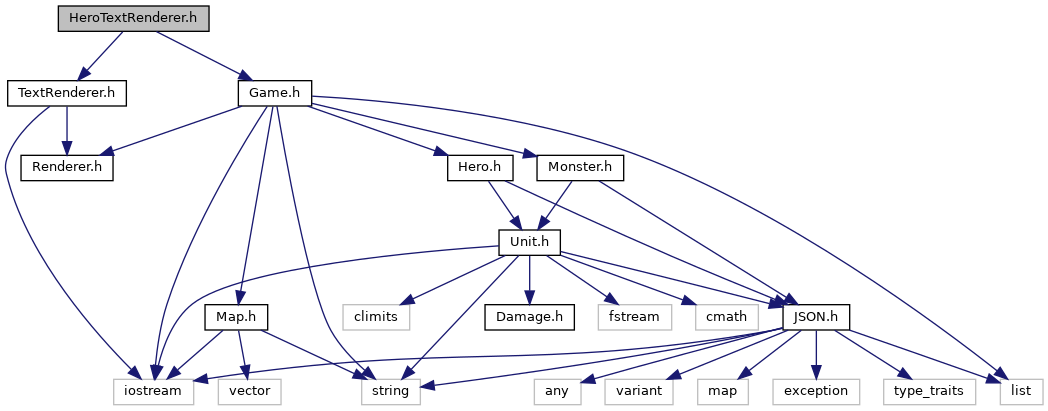 HeroTextRenderer.h
TextRenderer.h
Game.h
Renderer.h
Hero.h
Monster.h
Unit.h
Map.h
climits
Damage.h
fstream
cmath
JSON.h
iostream
vector
string
any
variant
map
exception
type_traits
list